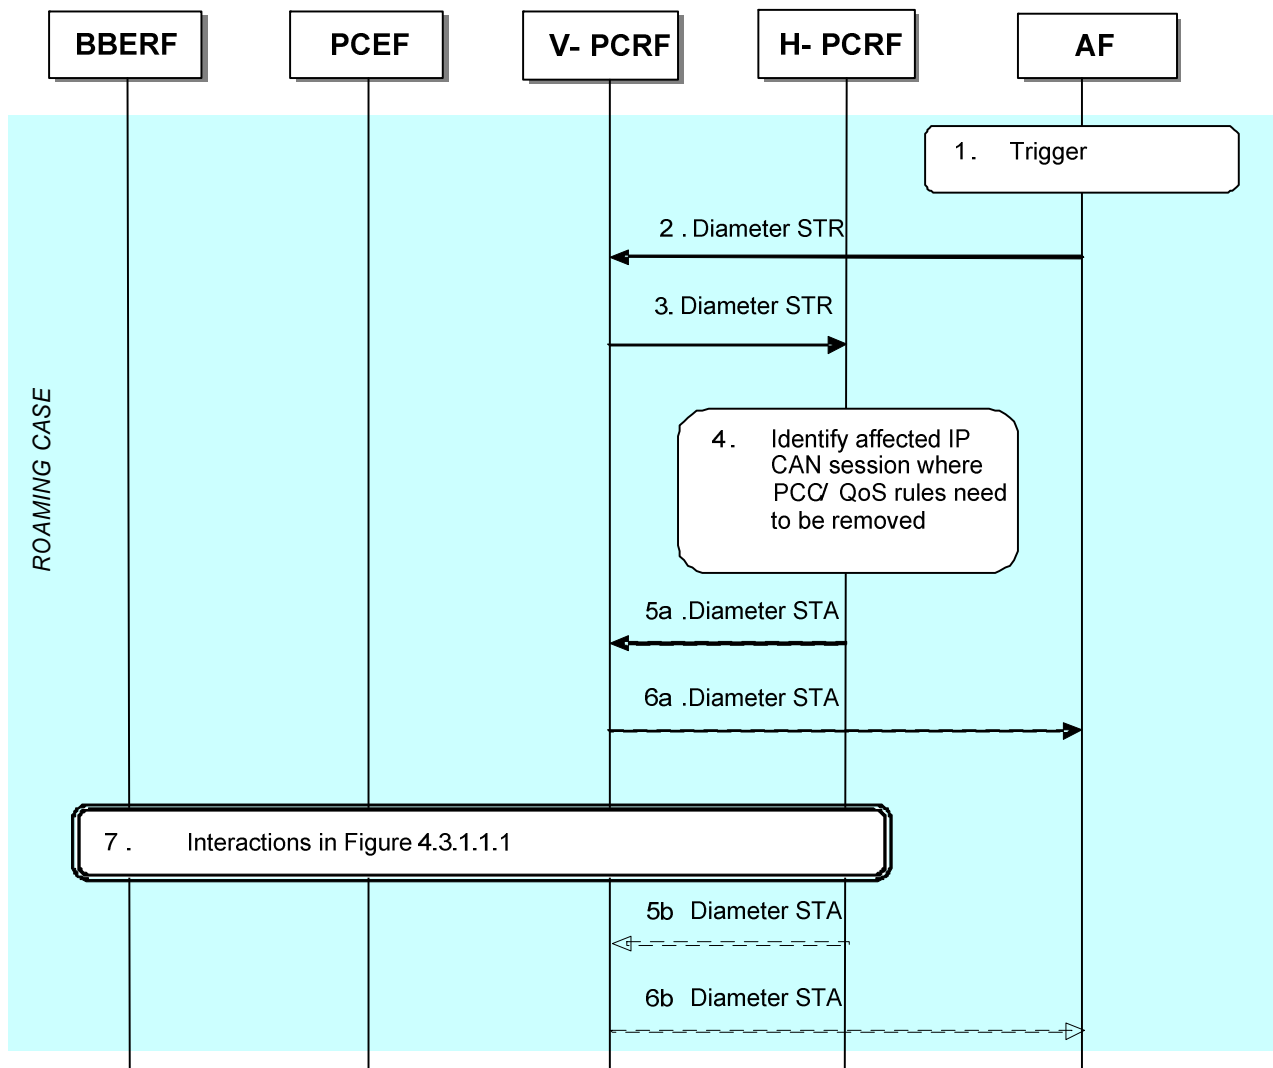 BBERF
PCEF
V- PCRF
H- PCRF
AF
1. Trigger
2 . Diameter STR
3. Diameter STR
ROAMING CASE
4. Identify affected IP
CAN session where
PCC/ QoS rules need
to be removed
5a .Diameter STA
6a .Diameter STA
7 . Interactions in Figure 4.3.1.1.1
5b Diameter STA
6b Diameter STA